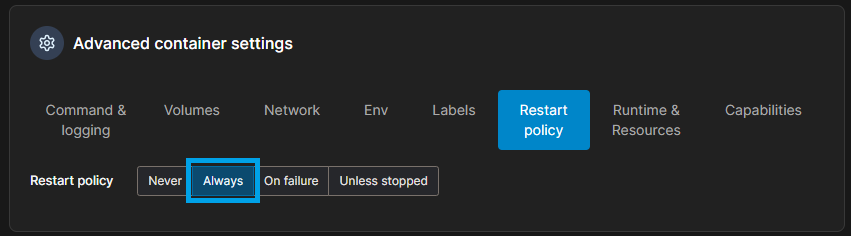 Advanced container settings
Command & logging
Volumes
Network
Env
Labels
Restart policy
Runtime & Resources
Capabilities
Restart policy
Never
Always
On failure
Unless stopped